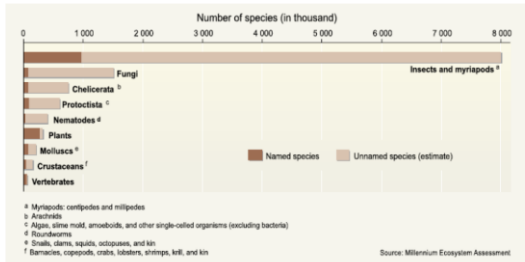 Number of species (in thousand)
0 1 000 2 000 3 000 4 000 5 000 6 000 7 000 8 000
Insects and myriapods a
Fungi
Chelicerata b
Protoctista c
Nematodes d
Plants
Molluscs e
Crustaceans f
Vertebrates
Named species
Unnamed species (estimate)
a Myriapods: centipedes and millipedes
b Arachnids
c Algae, slime mold, amoeboids, and other single-celled organisms (excluding bacteria)
d Roundworms
e Snails, clams, squids, octopuses, and kin
f Barnacles, copepods, crabs, lobsters, shrimps, krill, and kin
Source: Millennium Ecosystem Assessment